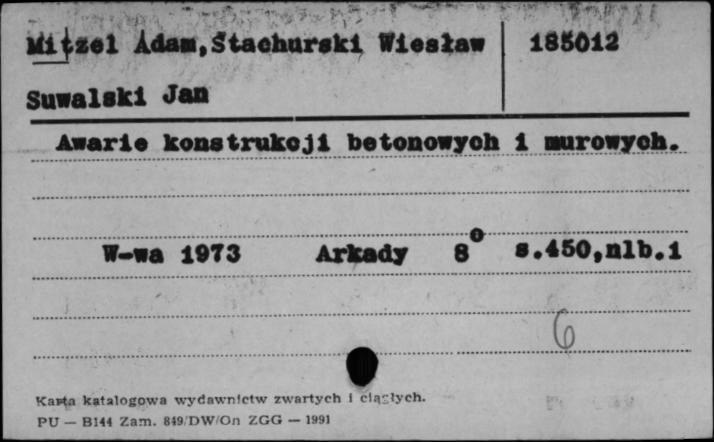 Mitzel Adam, Stachurski Wiesław 185012
Suwalski Jan
Awarie konstrukcji betonowych i murowych.
W-wa 1973 Arkady 8° s.450,nlb.1
6
Karta katalogowa wydawnictw zwartych i ciągłych.
PU — B144 Zam. 849/DW/On ZGG — 1991